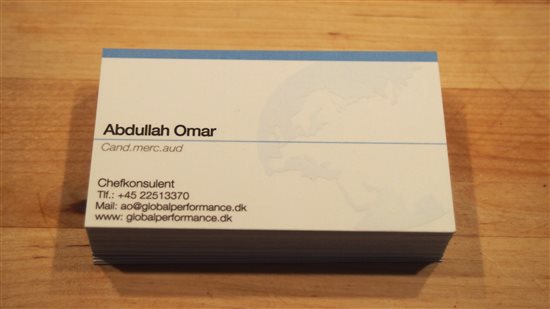 Abdullah Omar
Cand.merc.aud
Chefkonsulent
Tlf.: +45 22513370
Mail: ao@globalperformance.dk
www: globalperformance.dk